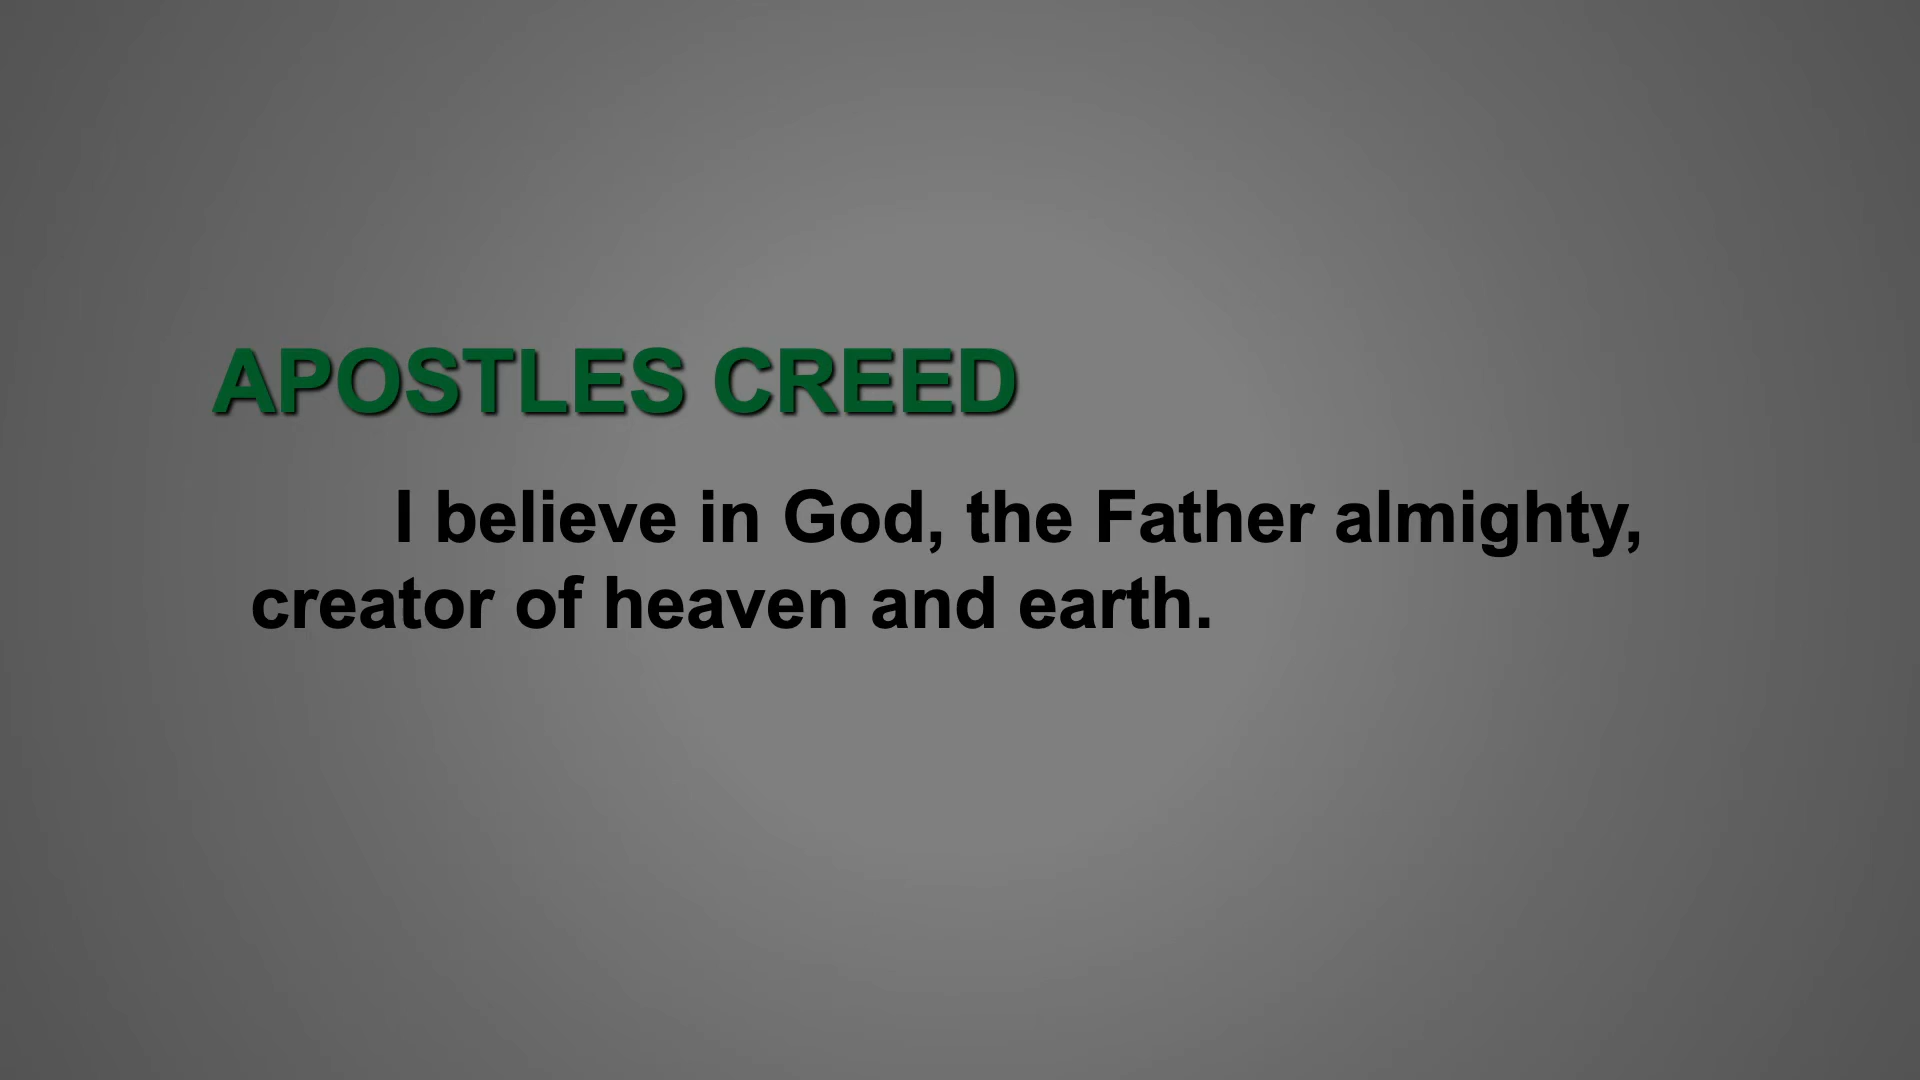 APOSTLES CREED
I believe in God, the Father almighty,
creator of heaven and earth.